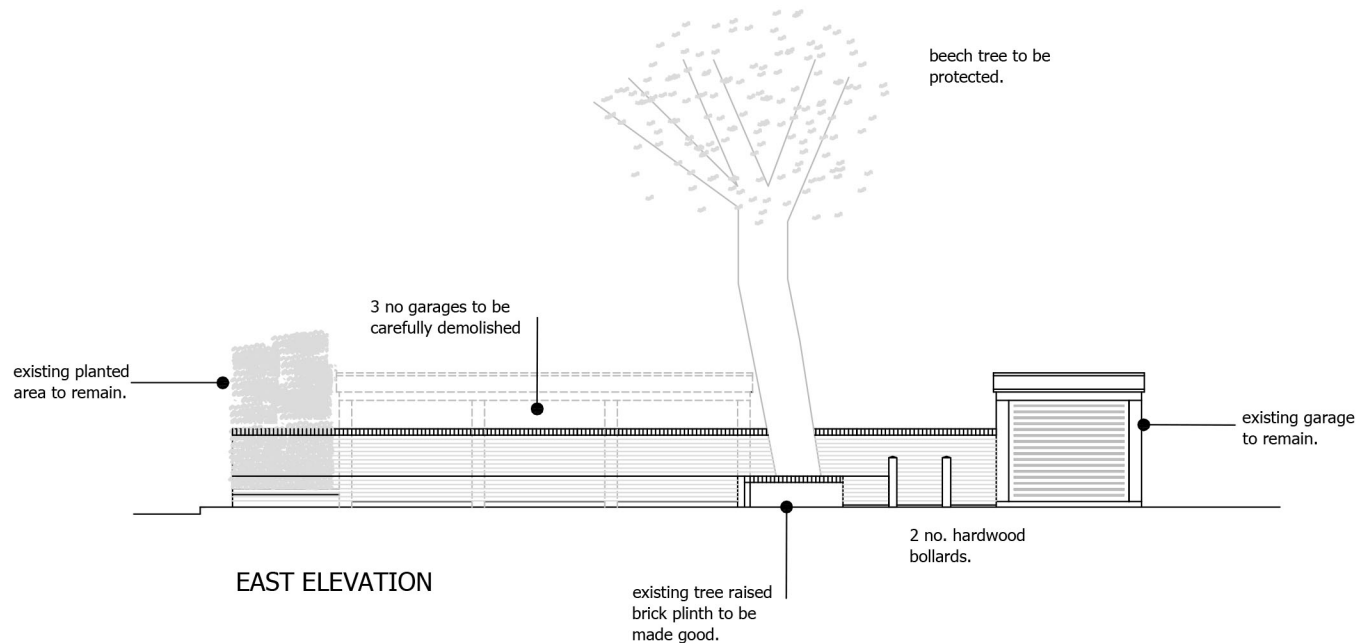 beech tree to be
protected.
3 no garages to be
carefully demolished
existing planted
area to remain.
existing garage
to remain.
2 no. hardwood
bollards.
EAST ELEVATION
existing tree raised
brick plinth to be
made good.